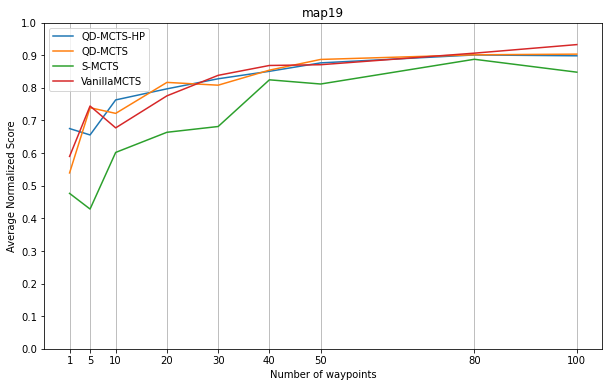 map19
QD-MCTS-HP
QD-MCTS
S-MCTS
VanillaMCTS
Average Normalized Score
1.0
0.9
0.8
0.7
0.6
0.5
0.4
0.3
0.2
0.1
0.0
1 5 10 20 30 40 50 80 100
Number of waypoints